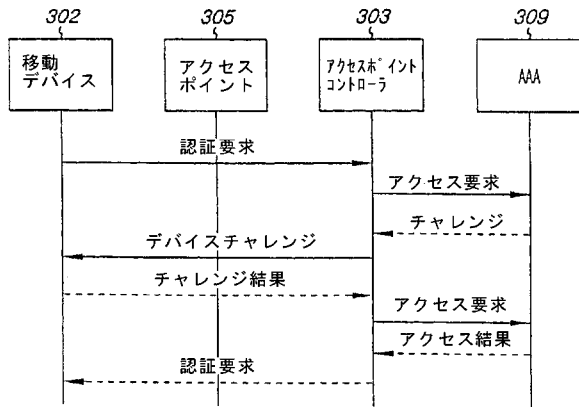 302
305
303
309
移動
デバイス
アクセス
ポイント
アクセスポイント
コントローラ
AAA
認証要求
アクセス要求
チャレンジ
デバイスチャレンジ
チャレンジ結果
アクセス要求
アクセス結果
認証要求